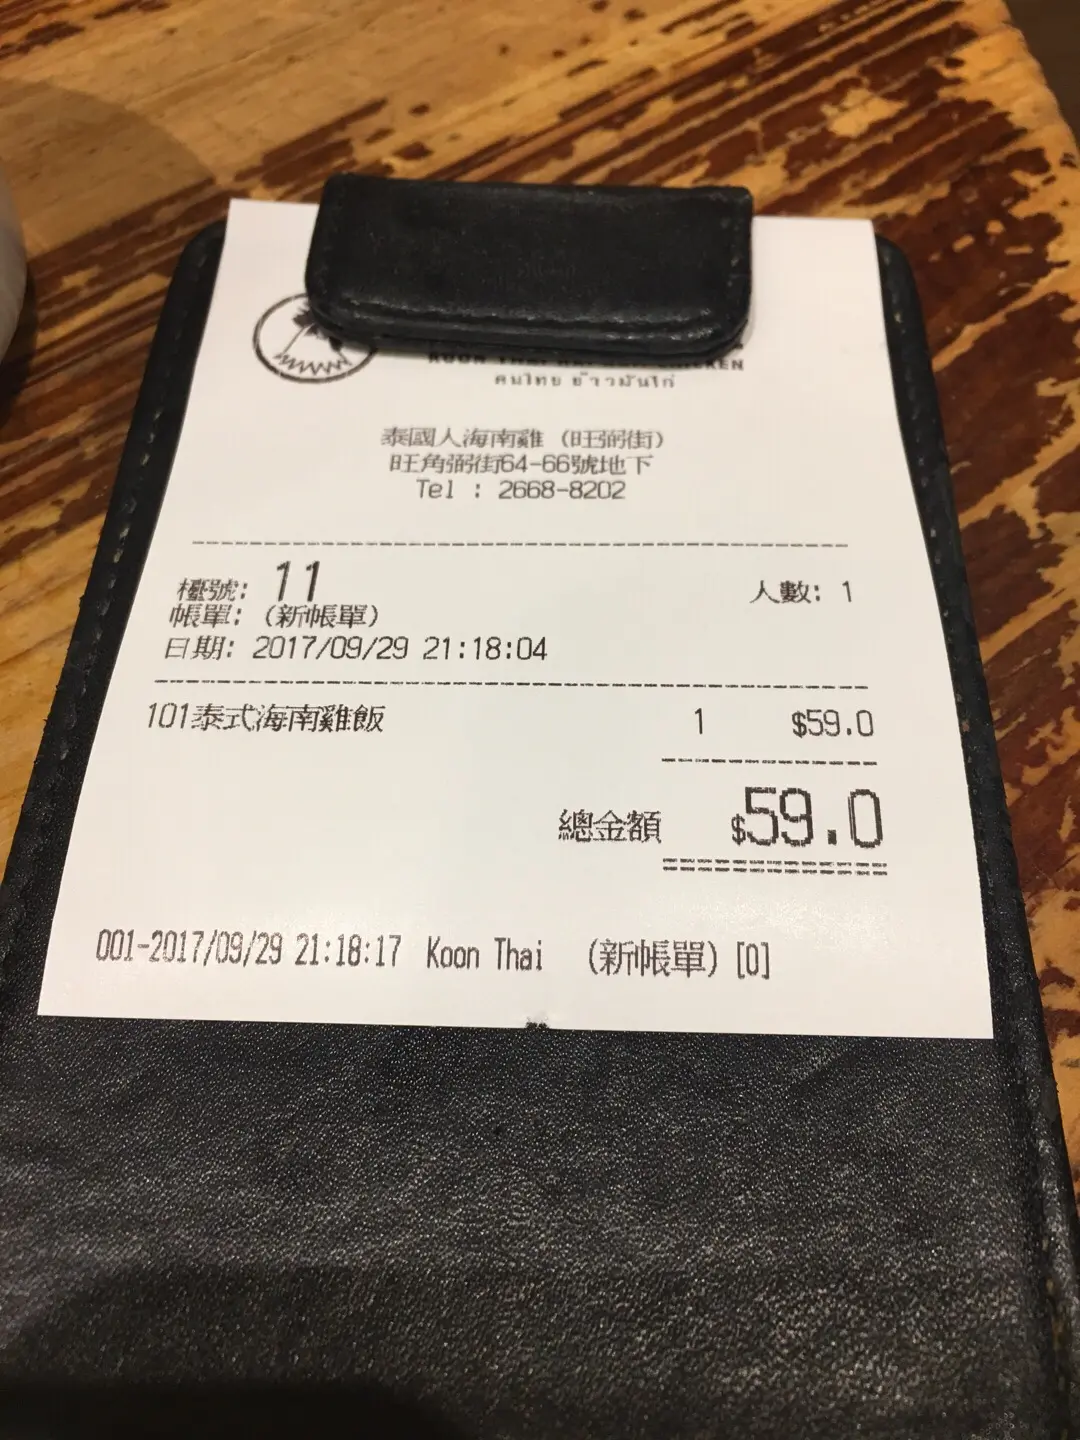 KOON THAI CHICKEN
คนไทย ข้าวมันไก่
泰國人海南雞 (旺弼街)
旺角弼街64-66號地下
Tel : 2668-8202
檯號: 11 人數: 1
帳單: (新帳單)
日期: 2017/09/29 21:18:04
101泰式海南雞飯 1 $59.0
總金額 $59.0
001-2017/09/29 21:18:17 Koon Thai (新帳單) [0]